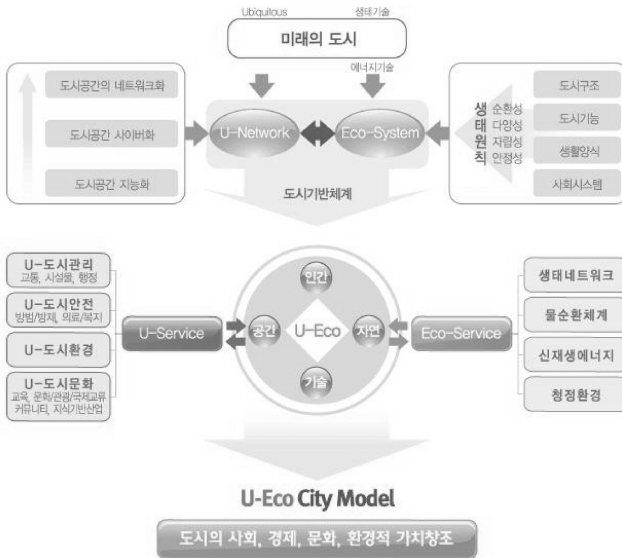 Ubiquitous
생태기술
미래의 도시
에너지기술
도시공간의 네트워크화
도시공간 사이버화
도시공간 지능화
U-Network
Eco-System
생 순환성
태 다양성
원 자립성
칙 안정성
도시구조
도시기능
생활양식
사회시스템
도시기반체계
U-도시관리
교통, 시설물, 행정
U-도시안전
방범/방재, 의료/복지
U-도시환경
U-도시문화
교육, 문화/관광/국제교류
커뮤니티, 지식기반산업
U-Service
인간
공간
U-Eco
자연
기술
Eco-Service
생태네트워크
물순환체계
신재생에너지
청정환경
U-Eco City Model
도시의 사회, 경제, 문화, 환경적 가치창조